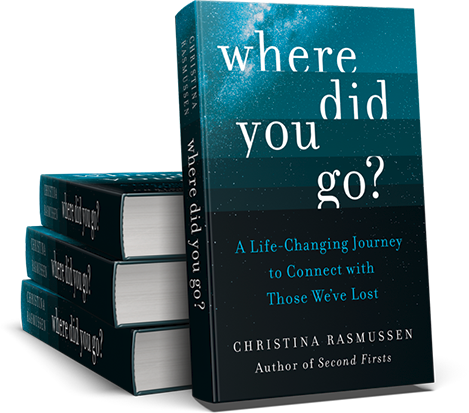 where
did
you
go?
A Life-Changing Journey
to Connect with
Those We've Lost
CHRISTINA RASMUSSEN
Author of Second Firsts
CHRISTINA
RASMUSSEN
where did you go?
CHRISTINA
RASMUSSEN
where did you go?
CHRISTINA
RASMUSSEN
where did you go?
CHRISTINA
RASMUSSEN
where did you go?